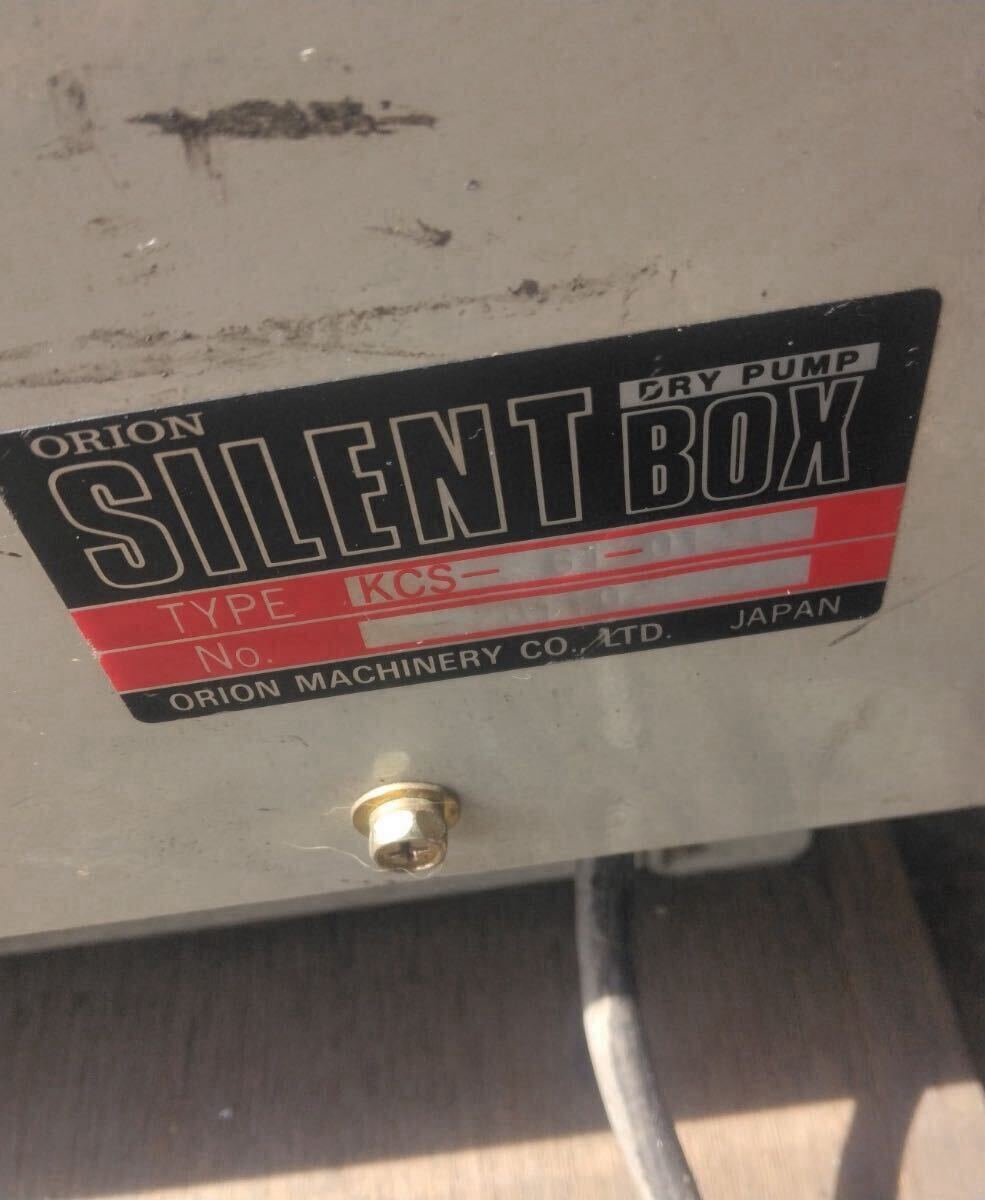 ORION
SILENT BOX
DRY PUMP
TYPE KCS-
No.
ORION MACHINERY CO., LTD. JAPAN